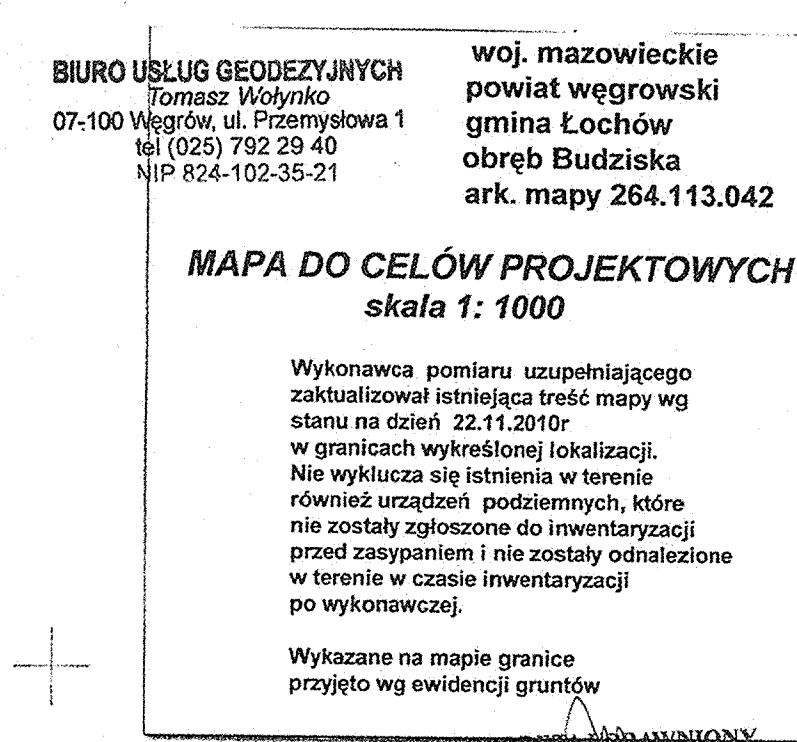 BIURO USŁUG GEODEZYJNYCH
Tomasz Wołynko
07-100 Węgrów, ul. Przemysłowa 1
tel (025) 792 29 40
NIP 824-102-35-21
woj. mazowieckie
powiat węgrowski
gmina Łochów
obręb Budziska
ark. mapy 264.113.042
MAPA DO CELÓW PROJEKTOWYCH
skala 1: 1000
Wykonawca pomiaru uzupełniającego
zaktualizował istniejąca treść mapy wg
stanu na dzień 22.11.2010r
w granicach wykreślonej lokalizacji.
Nie wyklucza się istnienia w terenie
również urządzeń podziemnych, które
nie zostały zgłoszone do inwentaryzacji
przed zasypaniem i nie zostały odnalezione
w terenie w czasie inwentaryzacji
po wykonawczej.
Wykazane na mapie granice
przyjęto wg ewidencji gruntów